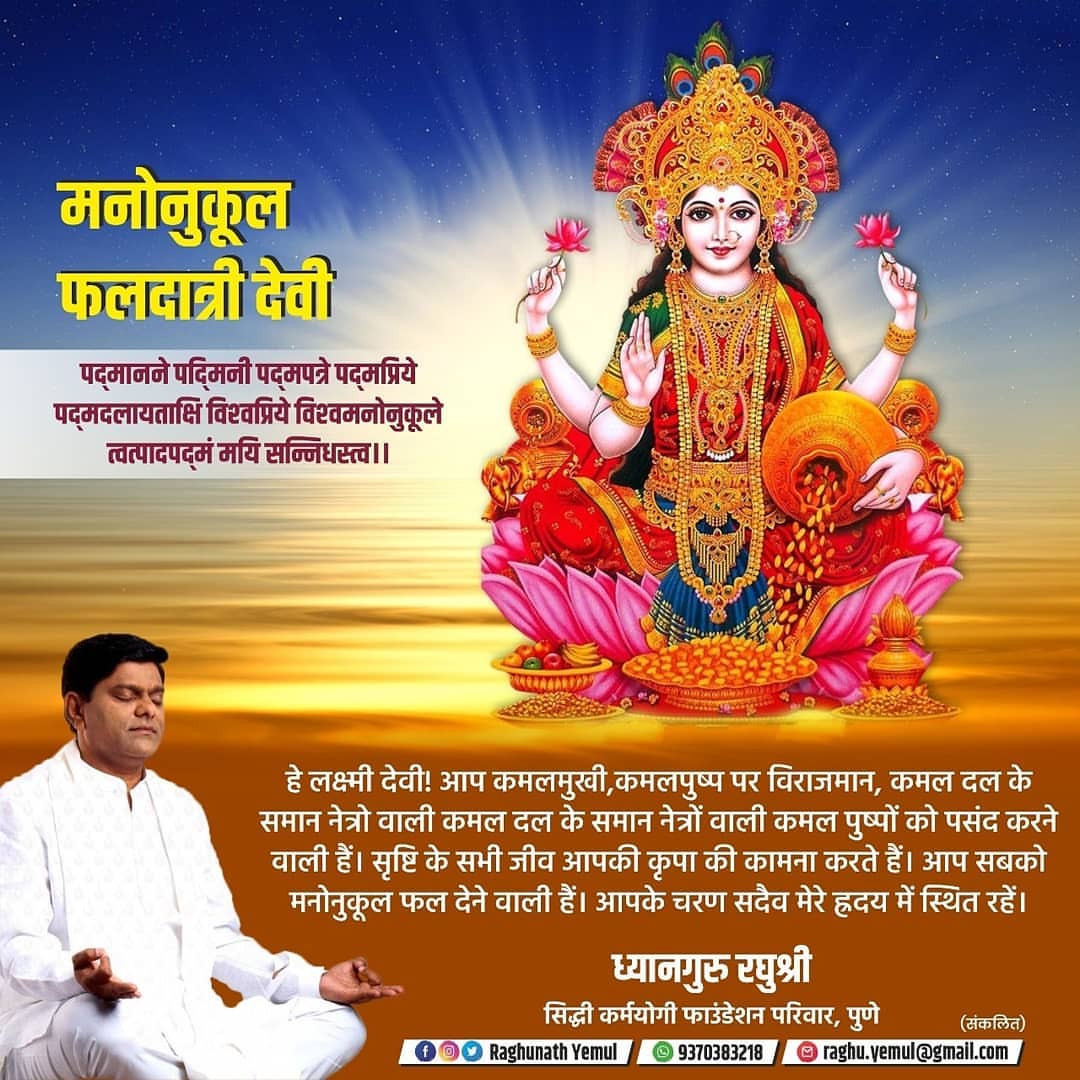 मनोनुकूल
फलदात्री देवी
पद्मानने पद्मिनी पद्मपत्रे पद्मप्रिये
पद्मदलायताक्षि विश्वप्रिये विश्वमनोनुकूले
त्वत्पादपद्मं मयि सन्निधस्त्व।।
हे लक्ष्मी देवी! आप कमलमुखी,कमलपुष्प पर विराजमान, कमल दल के
समान नेत्रो वाली कमल दल के समान नेत्रों वाली कमल पुष्पों को पसंद करने
वाली हैं। सृष्टि के सभी जीव आपकी कृपा की कामना करते हैं। आप सबको
मनोनुकूल फल देने वाली हैं। आपके चरण सदैव मेरे ह्रदय में स्थित रहें।
ध्यानगुरु रघुश्री
सिद्धी कर्मयोगी फाउंडेशन परिवार, पुणे
(संकलित)
Raghunath Yemul 9370383218 raghu.yemul@gmail.com